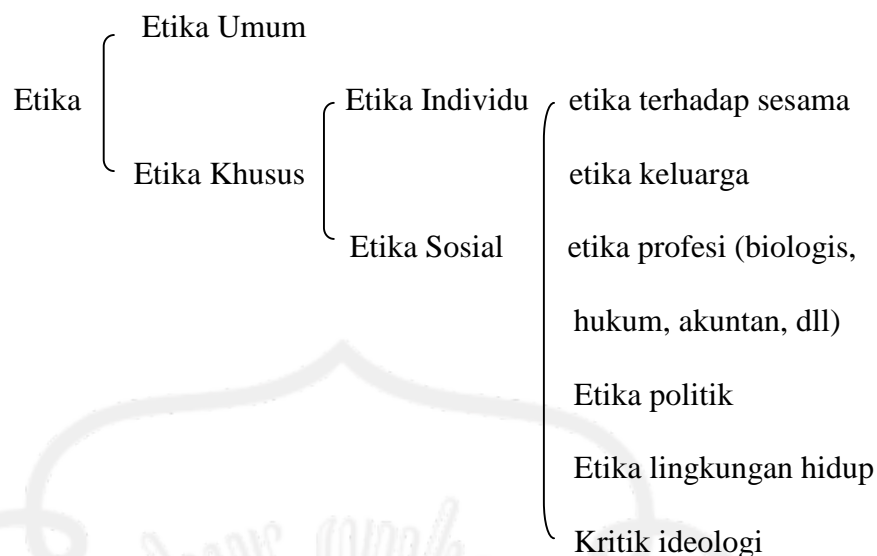 Etika Umum
Etika Etika Individu etika terhadap sesama
Etika Khusus etika keluarga
Etika Sosial etika profesi (biologis,
hukum, akuntan, dll)
Etika politik
Etika lingkungan hidup
Kritik ideologi